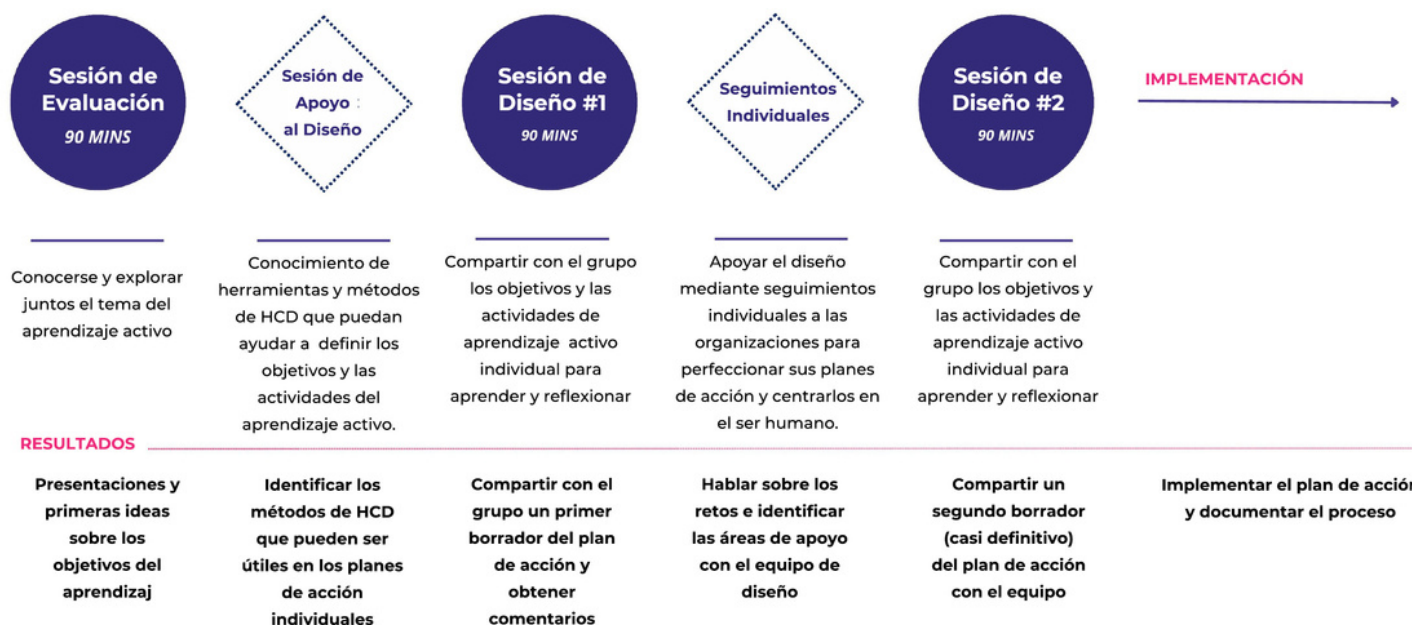 Sesión de
Evaluación
90 MINS
Sesión de
Apoyo :
al Diseño
Sesión de
Diseño #1
90 MINS
Seguimientos
Individuales
Sesión de
Diseño #2
90 MINS
IMPLEMENTACIÓN
Conocerse y explorar
juntos el tema del
aprendizaje activo
Conocimiento de
herramientas y métodos
de HCD que puedan
ayudar a definir los
objetivos y las
actividades del
aprendizaje activo.
Compartir con el grupo
los objetivos y las
actividades de
aprendizaje activo
individual para
aprender y reflexionar
Apoyar el diseño
mediante seguimientos
individuales a las
organizaciones para
perfeccionar sus planes
de acción y centrarlos en
el ser humano.
Compartir con el
grupo los objetivos y
las actividades de
aprendizaje activo
individual para
aprender y reflexionar
RESULTADOS
Presentaciones y
primeras ideas
sobre los
objetivos del
aprendizaj
Identificar los
métodos de HCD
que pueden ser
útiles en los planes
de acción
individuales
Compartir con el
grupo un primer
borrador del plan
de acción y
obtener
comentarios
Hablar sobre los
retos e identificar
las áreas de apoyo
con el equipo de
diseño
Compartir un
segundo borrador
(casi definitivo)
del plan de acción
con el equipo
Implementar el plan de acción
y documentar el proceso